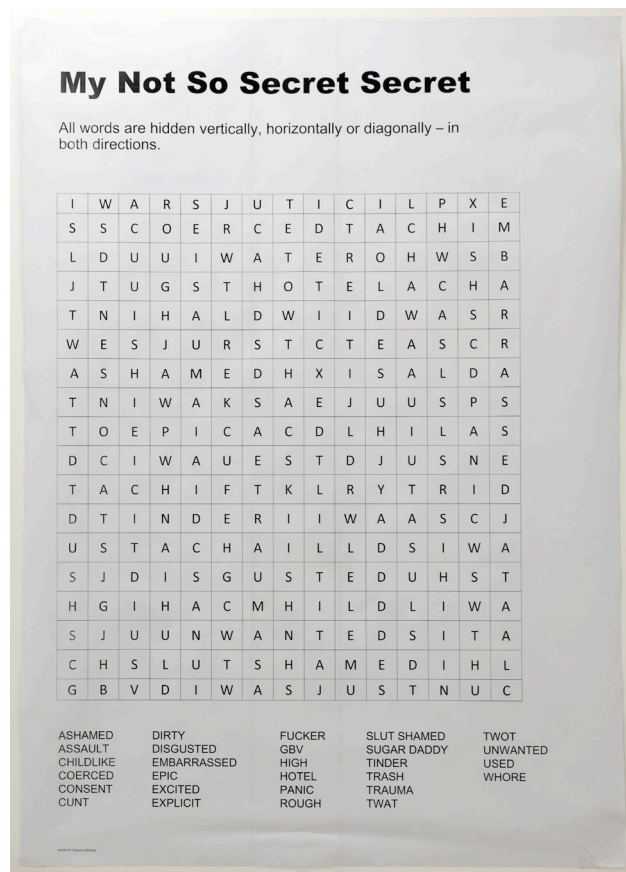 My Not So Secret Secret
All words are hidden vertically, horizontally or diagonally – in
both directions.
I W A R S J U T I C I L P X E
S S C O E R C E D T A C H I M
L D U U I W A T E R O H W S B
J T U G S T H O T E L A C H A
T N I H A L D W I I D W A S R
W E S J U R S T C T E A S C R
A S H A M E D H X I S A L D A
T N I W A K S A E J U U S P S
T O E P I C A C D L H I L A S
D C I W A U E S T D J U S N E
T A C H I F T K L R Y T R I D
D T I N D E R I I W A A S C J
U S T A C H A I L L D S I W A
S J D I S G U S T E D U H S T
H G I H A C M H I L D L I W A
S J U U N W A N T E D S I T A
C H S L U T S H A M E D I H L
G B V D I W A S J U S T N U C
ASHAMED DIRTY FUCKER SLUT SHAMED TWOT
ASSAULT DISGUSTED GBV SUGAR DADDY UNWANTED
CHILDLIKE EMBARRASSED HIGH TINDER USED
COERCED EPIC HOTEL TRASH WHORE
CONSENT EXCITED PANIC TRAUMA
CUNT EXPLICIT ROUGH TWAT